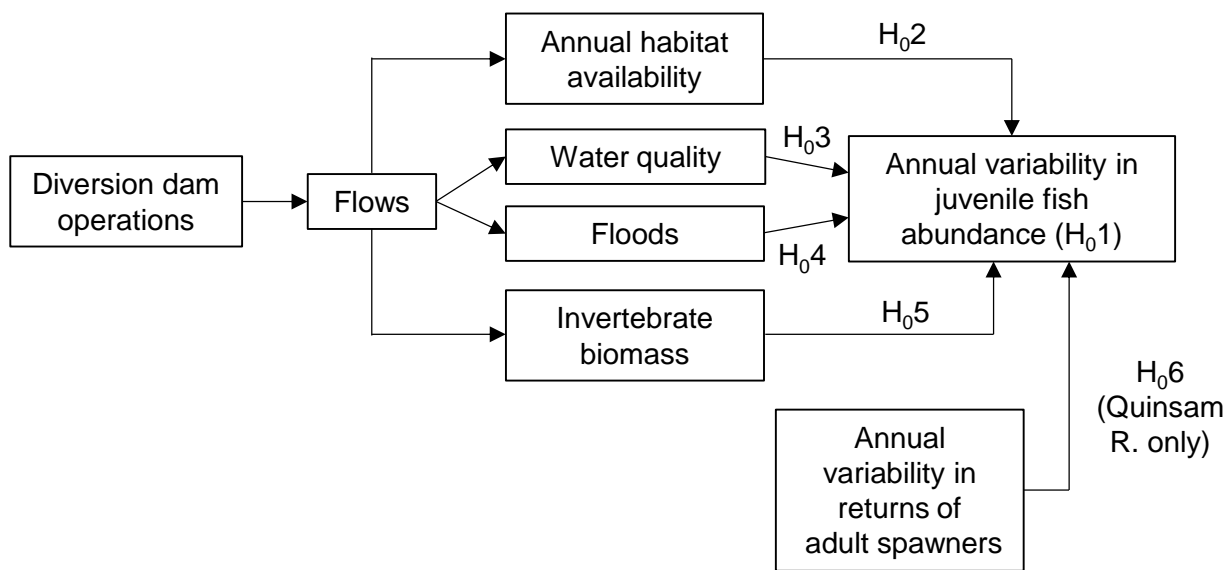 Annual habitat
availability
H₀2
Water quality
H₀3
Diversion dam
operations
Flows
Annual variability in
juvenile fish
abundance (H₀1)
Floods
H₀4
Invertebrate
biomass
H₀5
H₀6
(Quinsam
R. only)
Annual
variability in
returns of
adult spawners